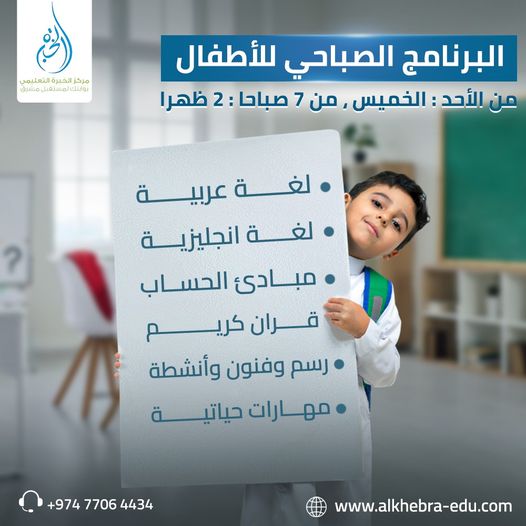 الخبرة
مركز الخبرة التعليمي
بوابتك لمستقبل مشرق
البرنامج الصباحي للأطفال
من الأحد : الخميس , من 7 صباحا : 2 ظهرا
• لغة عربية
• لغة انجليزية
• مبادئ الحساب
قران كريم
• رسم وفنون وأنشطة
• مهارات حياتية
?
+974 7706 4434
www.alkhebra-edu.com